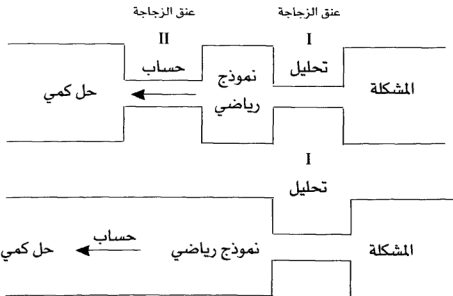 عنق الزجاجة
عنق الزجاجة
I
II
تحليل
حساب
المشكلة
نموذج
رياضي
حل كمي
I
تحليل
المشكلة
نموذج رياضي
حساب
حل كمي